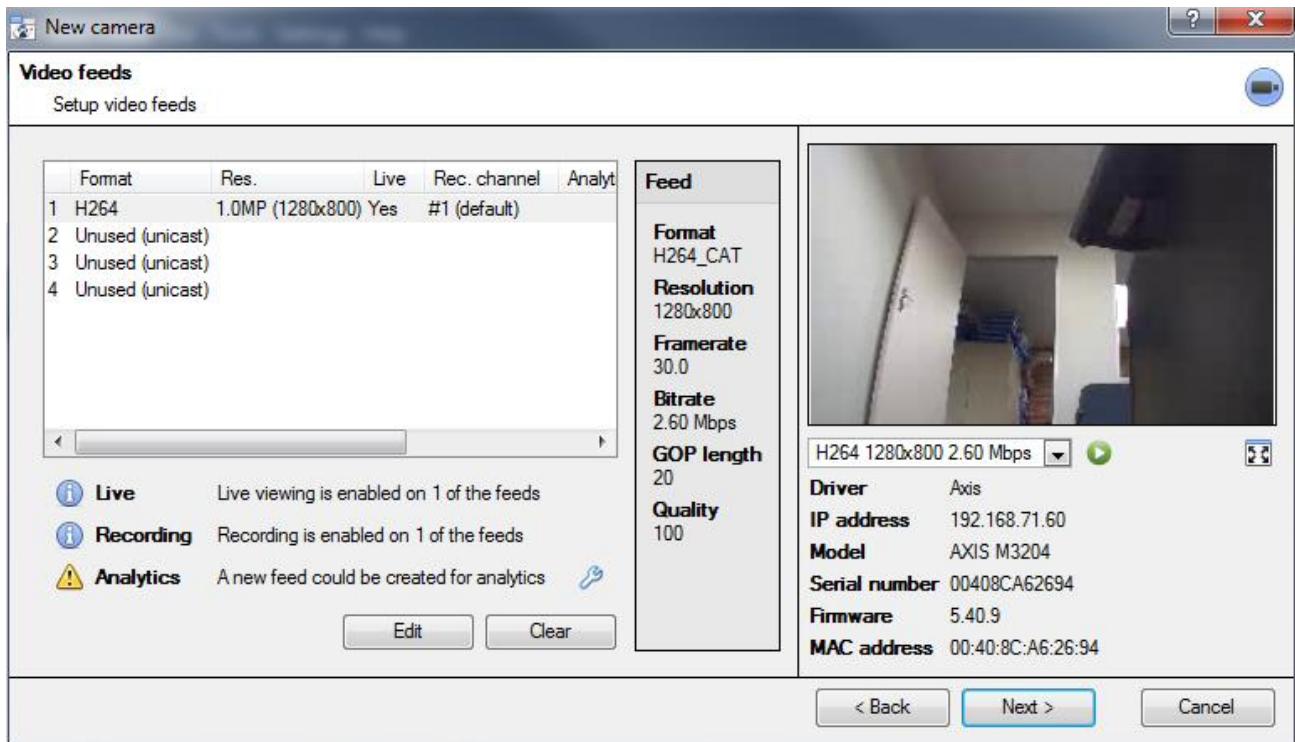 New camera
?
X
Video feeds
Setup video feeds
Format Res. Live Rec. channel Analyt
1 H264 1.0MP (1280x800) Yes #1 (default)
2 Unused (unicast)
3 Unused (unicast)
4 Unused (unicast)
Live Live viewing is enabled on 1 of the feeds
Recording Recording is enabled on 1 of the feeds
Analytics A new feed could be created for analytics
Edit Clear
Feed
Format
H264_CAT
Resolution
1280x800
Framerate
30.0
Bitrate
2.60 Mbps
GOP length
20
Quality
100
H264 1280x800 2.60 Mbps
Driver Axis
IP address 192.168.71.60
Model AXIS M3204
Serial number 00408CA62694
Firmware 5.40.9
MAC address 00:40:8C:A6:26:94
< Back Next > Cancel